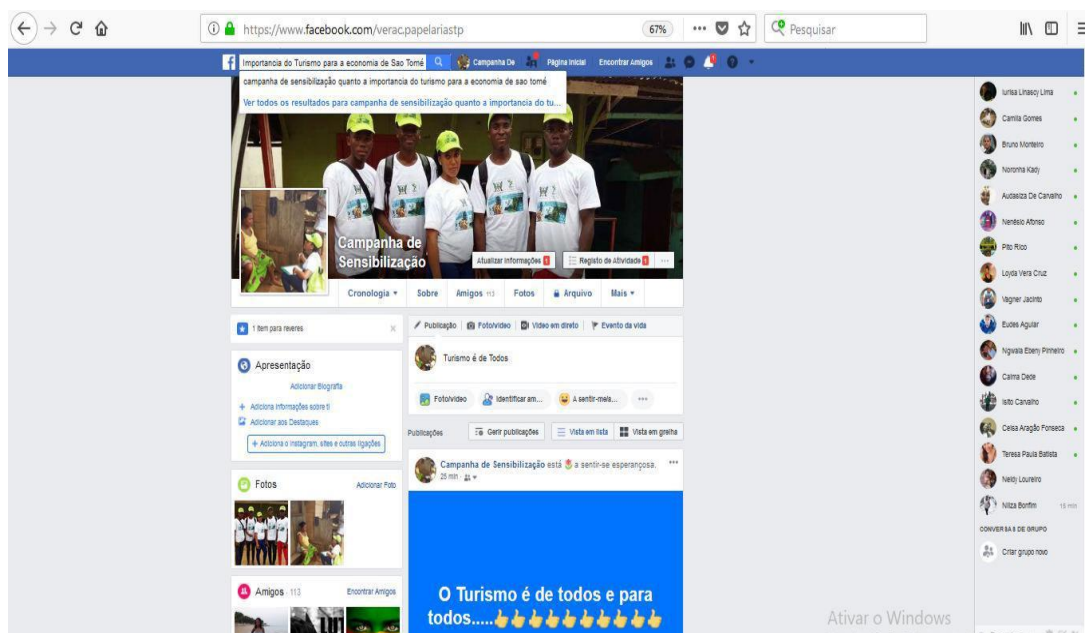 https://www.facebook.com/verac.papelariastp
67%
Pesquisar
Importancia do Turismo para a economia de Sao Tomé
Campanha De
Página Inicial
Encontrar Amigos
campanha de sensibilização quanto a importancia do turismo para a economia de sao tomé
Ver todos os resultados para campanha de sensibilização quanto a importancia do tu...
Campanha de
Sensibilização
Atualizar Informações 1
Registo de Atividade 1
Cronologia
Sobre
Amigos 113
Fotos
Arquivo
Mais
1 Item para reveres
Apresentação
Adicionar Biografia
Adiciona informações sobre ti
Adicionar aos Destaques
+ Adiciona o Instagram, sites e outras ligações
Fotos
Adicionar Foto
Amigos · 113
Encontrar Amigos
Publicação
Foto/vídeo
Vídeo em direto
Evento da vida
Turismo é de Todos
Foto/vídeo
Identificar am...
A sentir-me/a...
Publicações
Gerir publicações
Vista em lista
Vista em grelha
Campanha de Sensibilização está a sentir-se esperançosa.
25 min
O Turismo é de todos e para
todos.....👍👍👍👍👍👍👍👍👍👍
Iurisa Linascy Lima
Camila Gomes
Bruno Monteiro
Noronha Kady
Audasiza De Carvalho
Nenésio Afonso
Pito Rico
Loyda Vera Cruz
Vagner Jacinto
Eudes Aguiar
Ngwala Ebeny Pinheiro
Calma Dede
Isito Carvalho
Celsa Aragão Fonseca
Teresa Paula Batista
Neidy Loureiro
Nilza Bonfim
18 min
CONVERSAS DE GRUPO
Criar grupo novo
Ativar o Windows